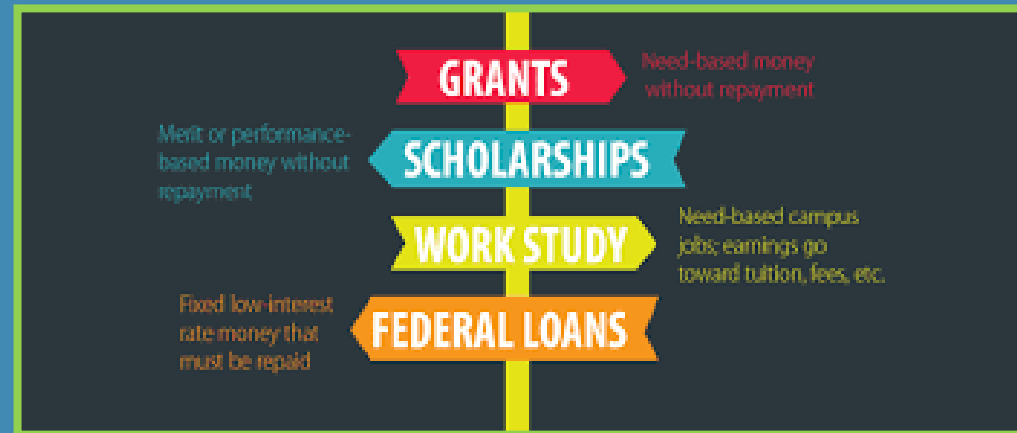 GRANTS
Need-based money
without repayment
SCHOLARSHIPS
Merit or performance-
based money without
repayment
WORK STUDY
Need-based campus
jobs; earnings go
toward tuition, fees, etc.
FEDERAL LOANS
Fixed low-interest
rate money that
must be repaid